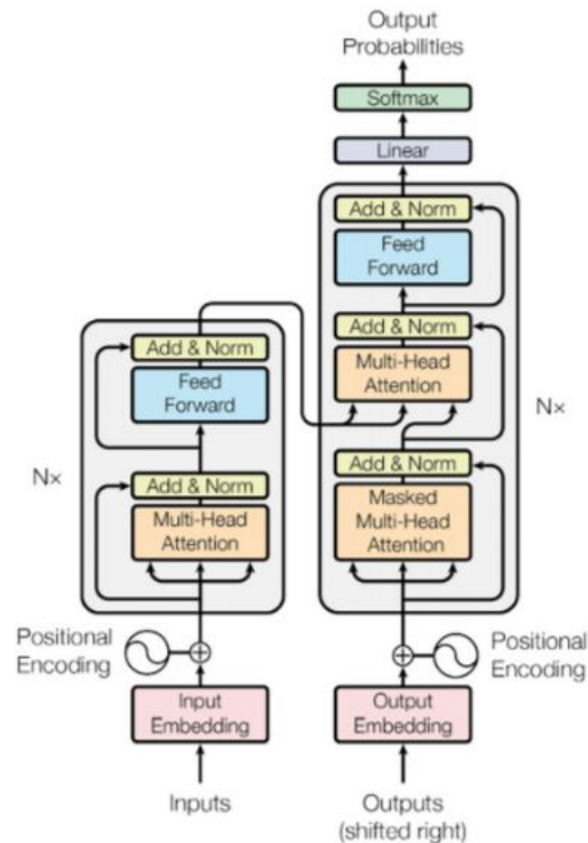 Output
Probabilities
Softmax
Linear
Add & Norm
Feed
Forward
Add & Norm
Multi-Head
Attention
Add & Norm
Masked
Multi-Head
Attention
Nx
Add & Norm
Feed
Forward
Add & Norm
Multi-Head
Attention
Nx
Positional
Encoding
Positional
Encoding
Input
Embedding
Output
Embedding
Inputs
Outputs
(shifted right)